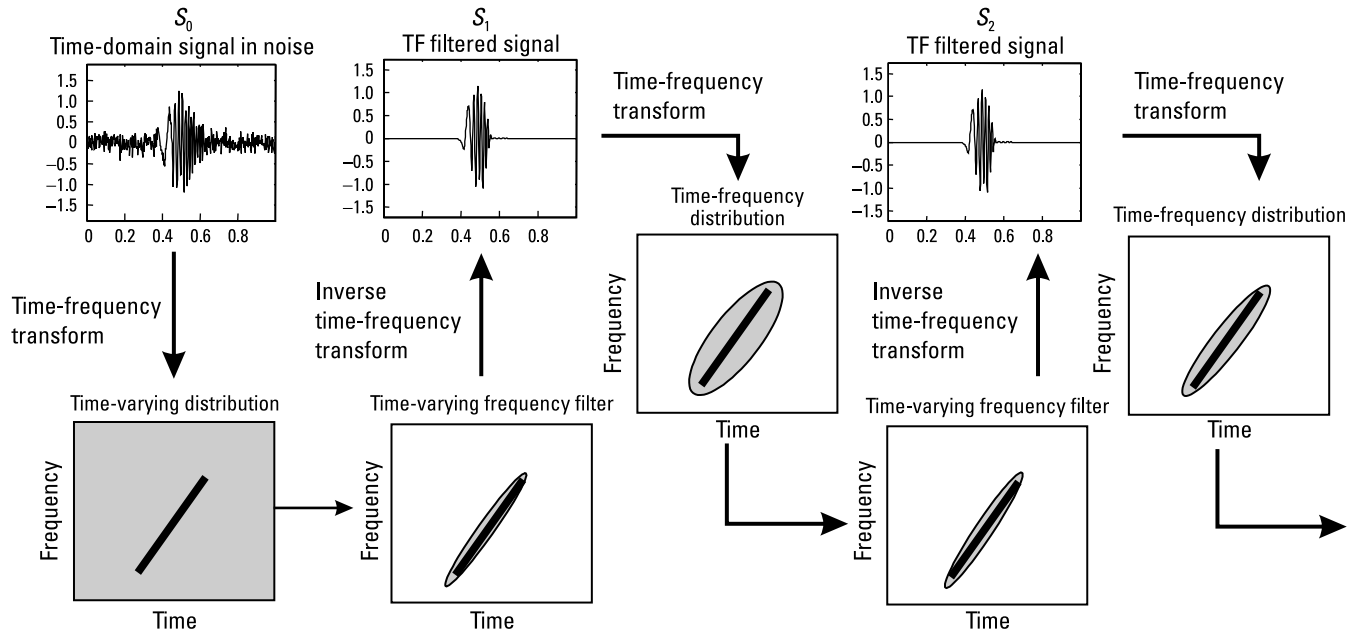 S0
Time-domain signal in noise
1.5
1.0
0.5
0
−0.5
−1.0
−1.5
0 0.2 0.4 0.6 0.8
Time-frequency
transform
Time-varying distribution
Frequency
Time
S1
TF filtered signal
1.5
1.0
0.5
0
−0.5
−1.0
−1.5
0 0.2 0.4 0.6 0.8
Inverse
time-frequency
transform
Time-varying frequency filter
Frequency
Time
Time-frequency
transform
Time-frequency
distribution
Frequency
Time
S2
TF filtered signal
1.5
1.0
0.5
0
−0.5
−1.0
−1.5
0 0.2 0.4 0.6 0.8
Inverse
time-frequency
transform
Time-varying frequency filter
Frequency
Time
Time-frequency
transform
Time-frequency distribution
Frequency
Time